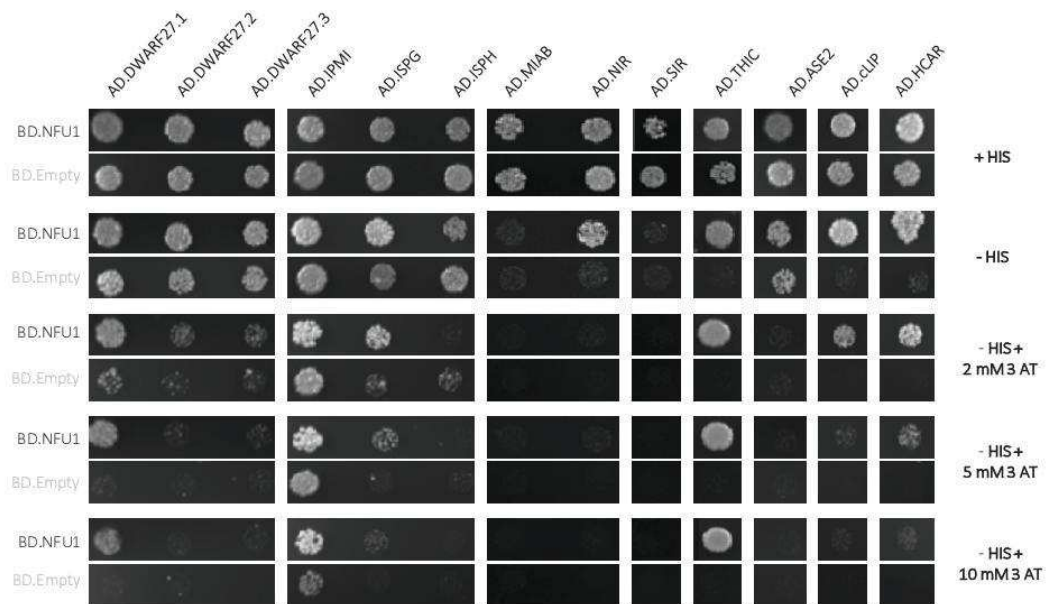 AD.DWARF27.1
AD.DWARF27.2
AD.DWARF27.3
AD.IPMI
AD.ISPG
AD.ISPH
AD.MIAB
AD.NIR
AD.SIR
AD.THIC
AD.ASE2
AD.cLIP
AD.HCAR
BD.NFU1
BD.Empty
+ HIS
BD.NFU1
BD.Empty
- HIS
BD.NFU1
BD.Empty
- HIS +
2 mM 3 AT
BD.NFU1
BD.Empty
- HIS +
5 mM 3 AT
BD.NFU1
BD.Empty
- HIS +
10 mM 3 AT